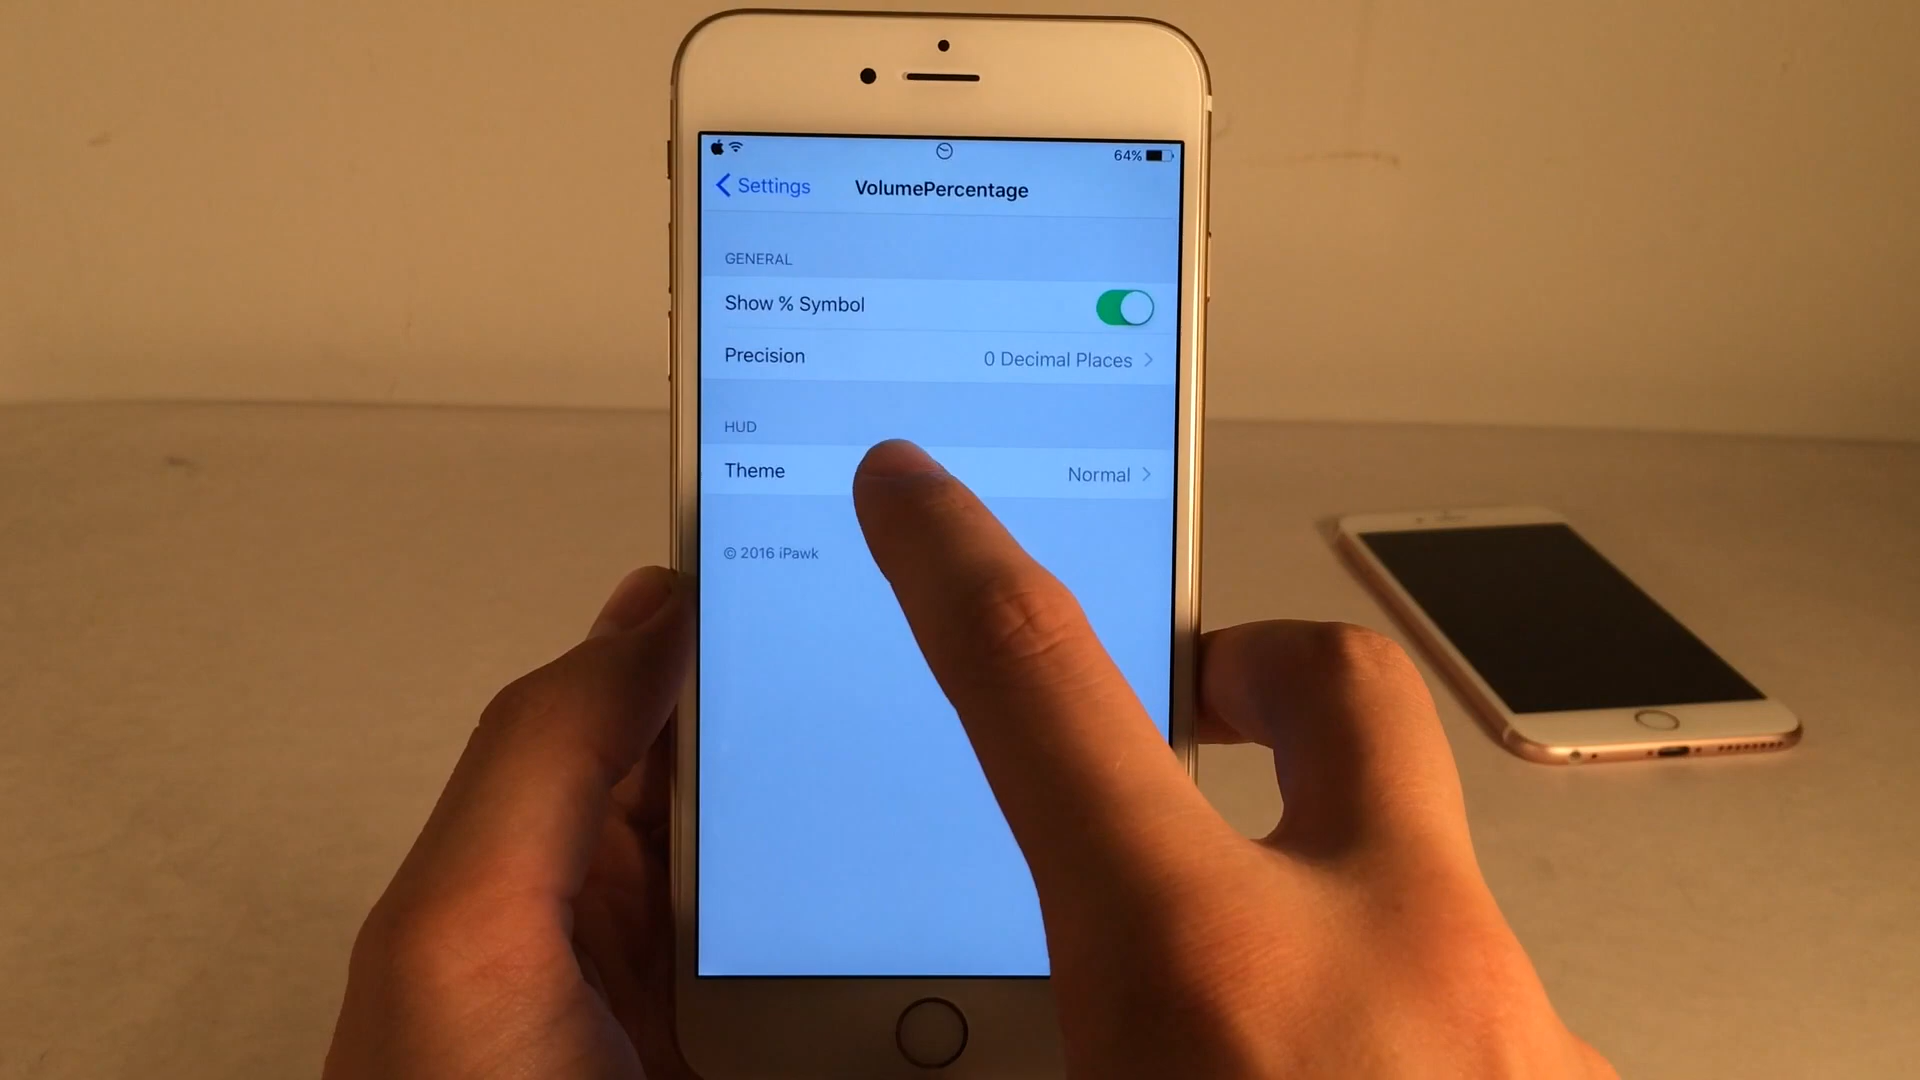 64%
Settings
VolumePercentage
GENERAL
Show % Symbol
Precision 0 Decimal Places
HUD
Theme Normal
© 2016 iPawk